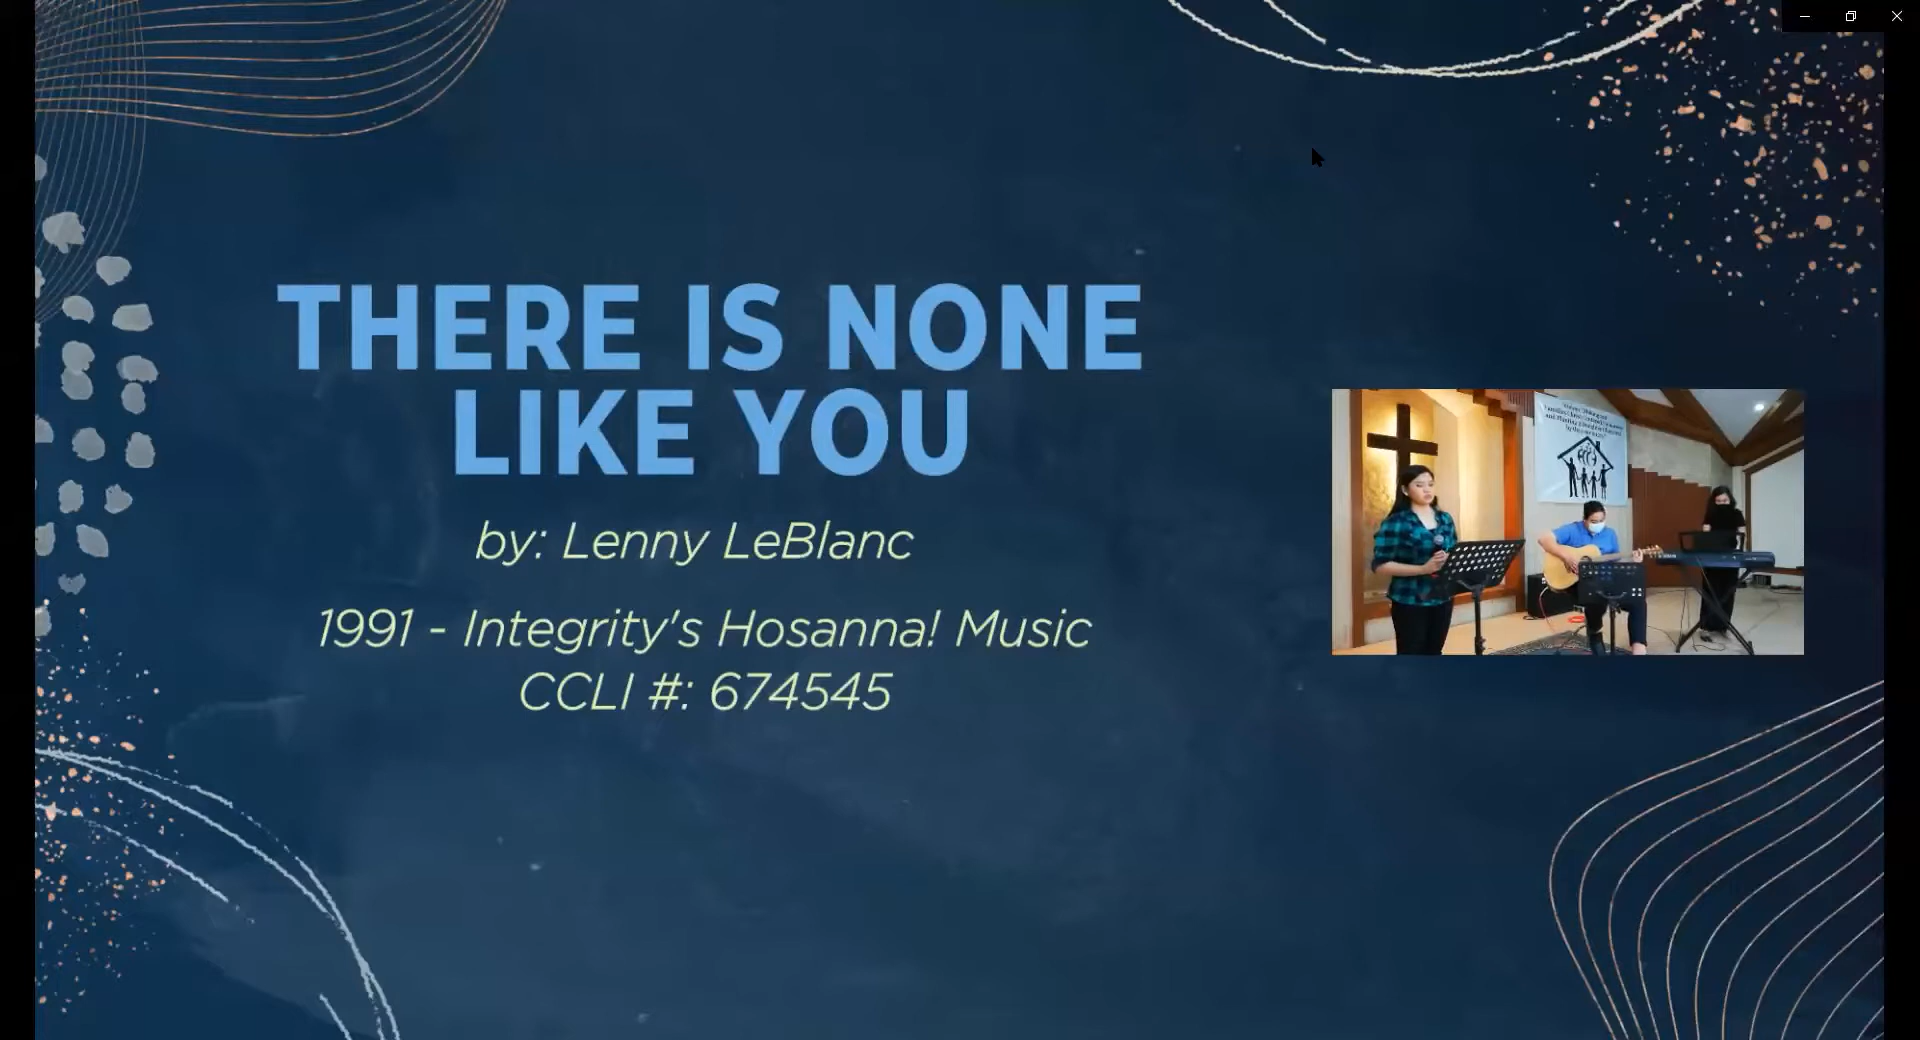 THERE IS NONE
LIKE YOU
by: Lenny LeBlanc
1991 - Integrity's Hosanna! Music
CCLI #: 674545